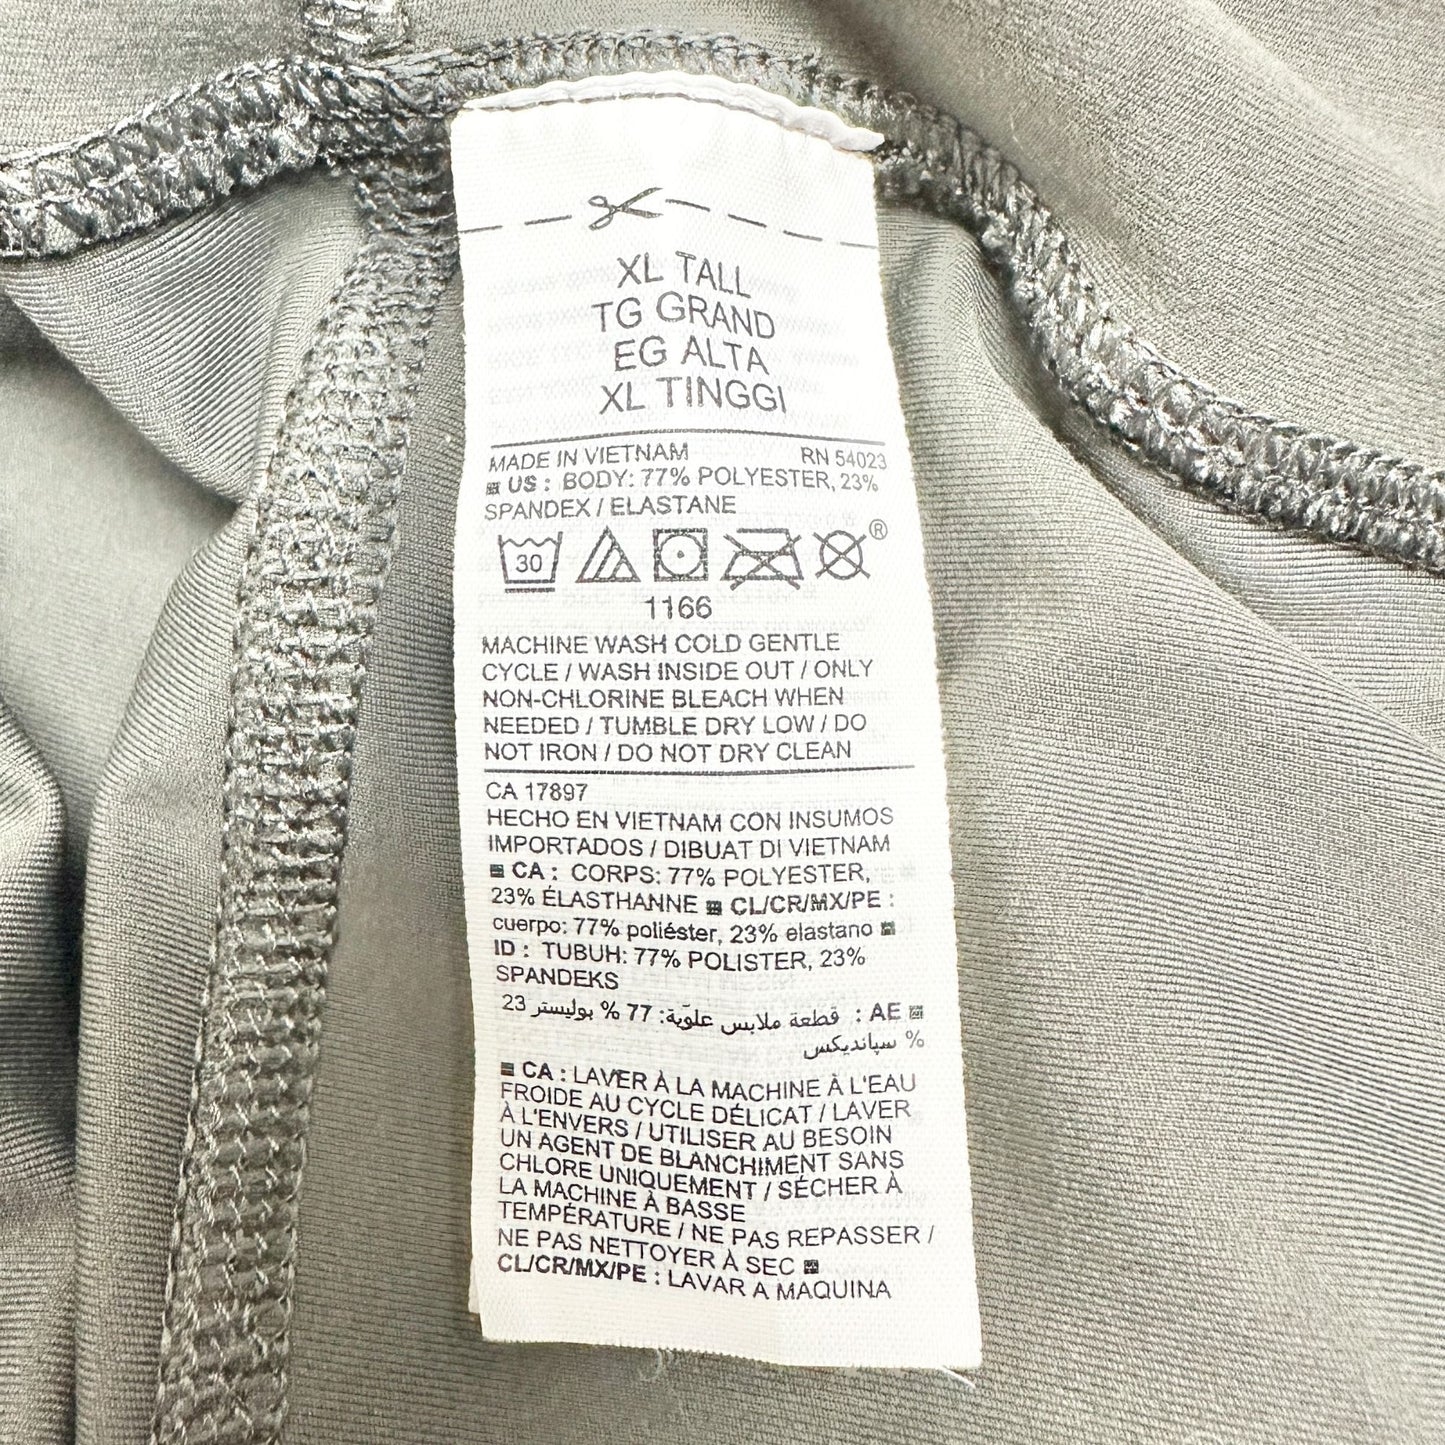 XL TALL
TG GRAND
EG ALTA
XL TINGGI
MADE IN VIETNAM RN 54023
US : BODY: 77% POLYESTER, 23%
SPANDEX / ELASTANE
30 ®
1166
MACHINE WASH COLD GENTLE
CYCLE / WASH INSIDE OUT / ONLY
NON-CHLORINE BLEACH WHEN
NEEDED / TUMBLE DRY LOW / DO
NOT IRON / DO NOT DRY CLEAN
CA 17897
HECHO EN VIETNAM CON INSUMOS
IMPORTADOS / DIBUAT DI VIETNAM
CA : CORPS: 77% POLYESTER,
23% ÉLASTHANNE CL/CR/MX/PE :
cuerpo: 77% poliéster, 23% elastano
ID : TUBUH: 77% POLISTER, 23%
SPANDEKS
AE : قطعة ملابس علويّة: 77 % بوليستر 23
% سپانديكس
CA : LAVER À LA MACHINE À L'EAU
FROIDE AU CYCLE DÉLICAT / LAVER
À L'ENVERS / UTILISER AU BESOIN
UN AGENT DE BLANCHIMENT SANS
CHLORE UNIQUEMENT / SÉCHER À
LA MACHINE À BASSE
TEMPÉRATURE / NE PAS REPASSER /
NE PAS NETTOYER À SEC
CL/CR/MX/PE : LAVAR A MAQUINA